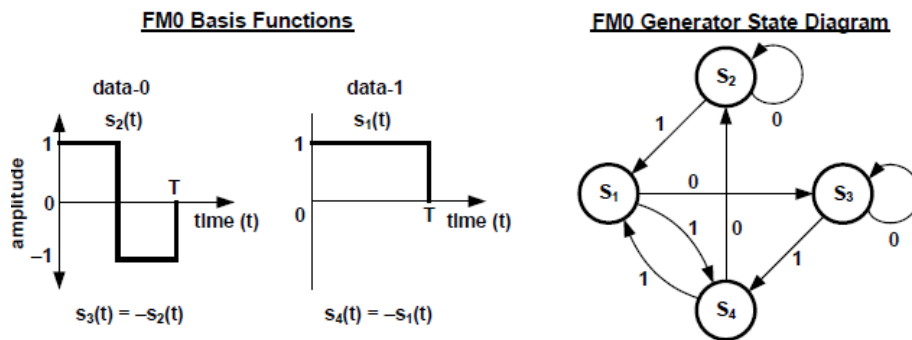 FM0 Basis Functions
data-0
data-1
s₂(t)
s₁(t)
amplitude
1
0
–1
T
time (t)
1
0
T
time (t)
s₃(t) = –s₂(t)
s₄(t) = –s₁(t)
FM0 Generator State Diagram
S₂
0
1
S₁
0
S₃
0
1
0
1
1
S₄